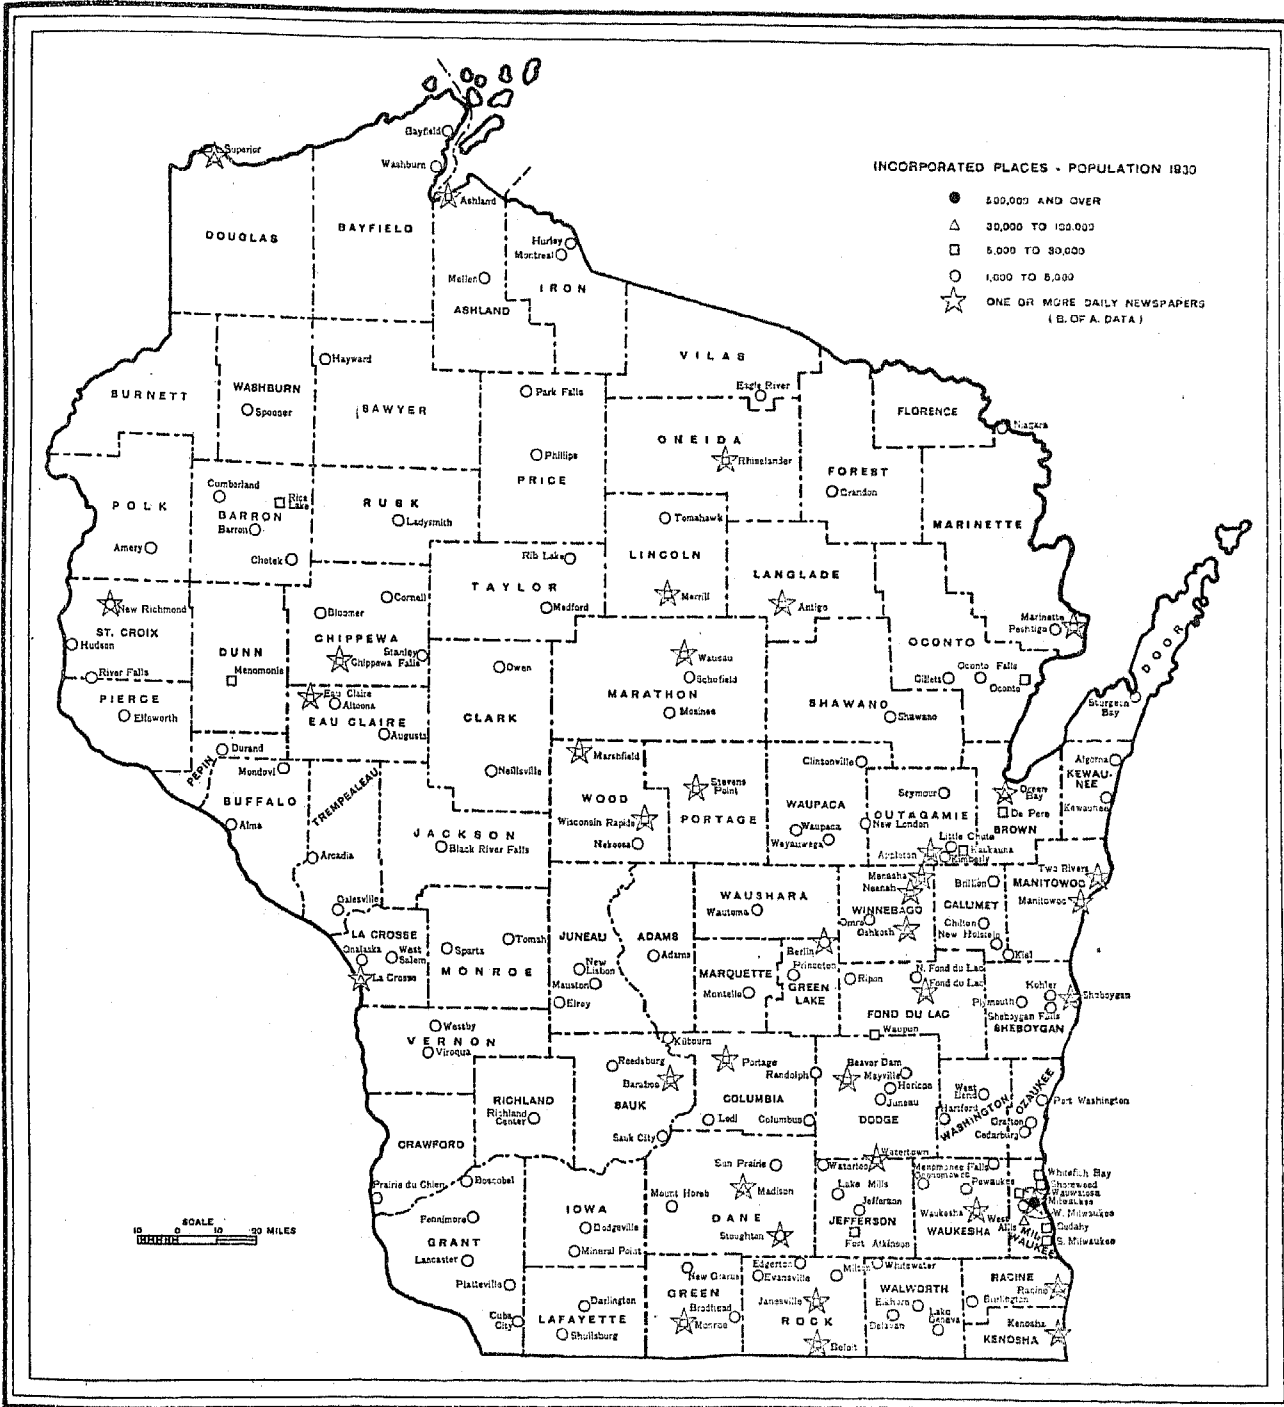 INCORPORATED PLACES - POPULATION 1930
500,000 AND OVER
30,000 TO 100,000
5,000 TO 30,000
1,000 TO 5,000
ONE OR MORE DAILY NEWSPAPERS
(B. OF A. DATA)
Bayfield
Superior
Washburn
Ashland
DOUGLAS
BAYFIELD
Hurley
Montreal
Mellen
IRON
ASHLAND
VILAS
Hayward
Eagle River
BURNETT
WASHBURN
Park Falls
Spooner
SAWYER
FLORENCE
Niagara
ONEIDA
Rhinelander
Phillips
PRICE
FOREST
Crandon
Cumberland
Rice
Lake
POLK
BARRON
Barron
RUSK
Ladysmith
Tomahawk
MARINETTE
Amery
Chetek
Rib Lake
LINCOLN
TAYLOR
LANGLADE
Merrill
Antigo
Cornell
New Richmond
Bloomer
Medford
Marinette
Peshtigo
ST. CROIX
CHIPPEWA
OCONTO
DOOR
Hudson
DUNN
Stanley
Chippewa Falls
Wausau
Menomonie
Owen
Oconto Falls
River Falls
Schofield
Gillett
Oconto
PIERCE
Eau Claire
Altoona
MARATHON
SHAWANO
Sturgeon
Bay
Ellsworth
EAU CLAIRE
CLARK
Mosinee
Shawano
Augusta
Durand
Marshfield
Algoma
Mondovi
Neillsville
Clintonville
KEWAU-
NEE
PEPIN
BUFFALO
TREMPEALEAU
WOOD
Stevens
Point
Seymour
Green
Bay
Kewaunee
WAUPACA
De Pere
Wisconsin Rapids
PORTAGE
OUTAGAMIE
BROWN
Alma
JACKSON
Waupaca
New London
Nekoosa
Weyauwega
Little Chute
Kaukauna
Black River Falls
Appleton
Kimberly
Arcadia
Two Rivers
Menasha
Neenah
Brillion
MANITOWOC
Galesville
WAUSHARA
Wautoma
WINNEBAGO
CALUMET
Manitowoc
Omro
Chilton
LA CROSSE
Oshkosh
New Holstein
Onalaska
West
Salem
Sparta
Tomah
JUNEAU
ADAMS
Berlin
Adams
Kiel
La Crosse
MONROE
New
Lisbon
MARQUETTE
Princeton
Ripon
N. Fond du Lac
Fond du Lac
Mauston
Montello
GREEN
LAKE
Kohler
Sheboygan
Elroy
Plymouth
FOND DU LAC
Sheboygan Falls
SHEBOYGAN
Westby
VERNON
Waupun
Viroqua
Kilbourn
Reedsburg
Portage
Beaver Dam
Mayville
Baraboo
Randolph
Horicon
West
Bend
OZAUKEE
Port Washington
RICHLAND
Richland
Center
SAUK
COLUMBIA
Juneau
Hartford
WASHINGTON
Lodi
Columbus
DODGE
Grafton
Cedarburg
CRAWFORD
Sauk City
Watertown
Sun Prairie
Waterloo
Menomonee Falls
Oconomowoc
Whitefish Bay
Shorewood
Prairie du Chien
Boscobel
Mount Horeb
Madison
Lake Mills
Pewaukee
Wauwatosa
Milwaukee
W. Milwaukee
Jefferson
Waukesha
West
Allis
IOWA
DANE
JEFFERSON
WAUKESHA
MIL-
WAUKEE
Cudahy
S. Milwaukee
Fennimore
Dodgeville
Stoughton
Fort Atkinson
GRANT
Mineral Point
Lancaster
Edgerton
Whitewater
New Glarus
Evansville
Milton
RACINE
Racine
Platteville
GREEN
WALWORTH
Burlington
Darlington
Brodhead
Janesville
Elkhorn
Lake
Geneva
Cuba
City
LAFAYETTE
Monroe
ROCK
Delavan
Kenosha
KENOSHA
Shullsburg
Beloit
SCALE
10 0 10 20 MILES